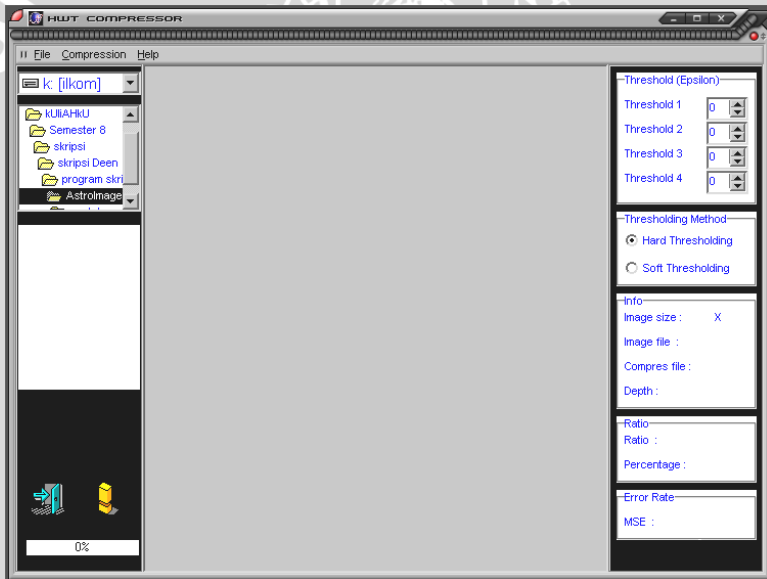 HWT COMPRESSOR
File Compression Help
k: [ilkom]
kUliAHkU
Semester 8
skripsi
skripsi Deen
program skri
AstroImage
0%
Threshold (Epsilon)
Threshold 1 0
Threshold 2 0
Threshold 3 0
Threshold 4 0
Thresholding Method
Hard Thresholding
Soft Thresholding
Info
Image size : X
Image file :
Compres file :
Depth :
Ratio
Ratio :
Percentage :
Error Rate
MSE :